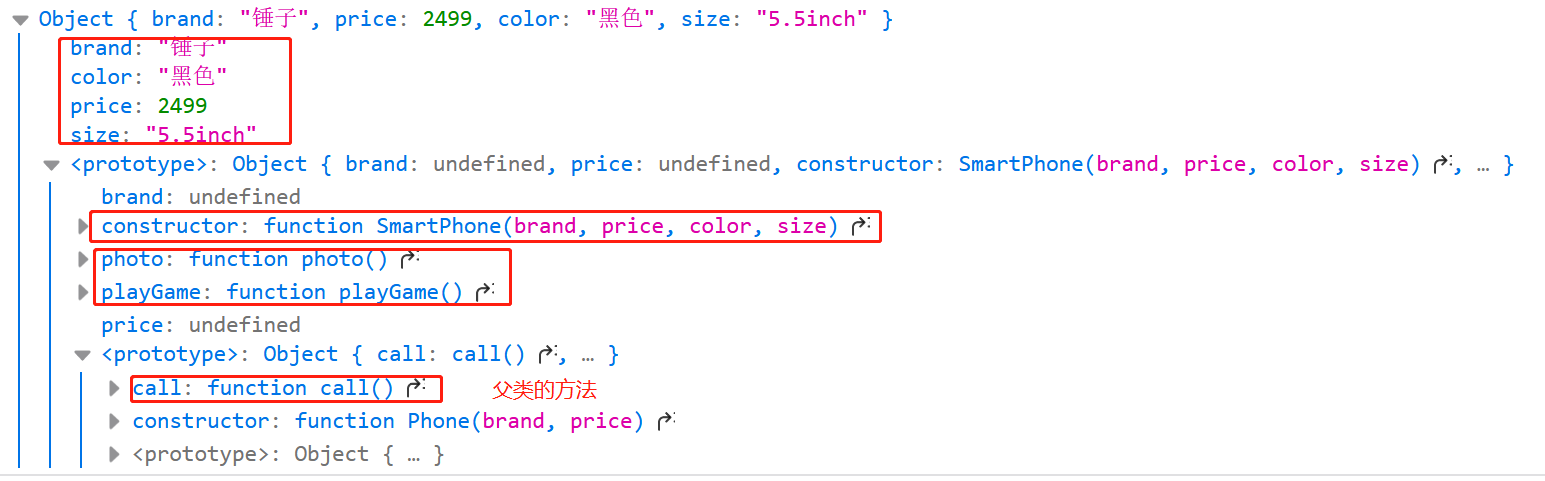 Object { brand: "锤子", price: 2499, color: "黑色", size: "5.5inch" }
brand: "锤子"
color: "黑色"
price: 2499
size: "5.5inch"
<prototype>: Object { brand: undefined, price: undefined, constructor: SmartPhone(brand, price, color, size), … }
brand: undefined
constructor: function SmartPhone(brand, price, color, size)
photo: function photo()
playGame: function playGame()
price: undefined
<prototype>: Object { call: call(), … }
call: function call() 父类的方法
constructor: function Phone(brand, price)
<prototype>: Object { … }